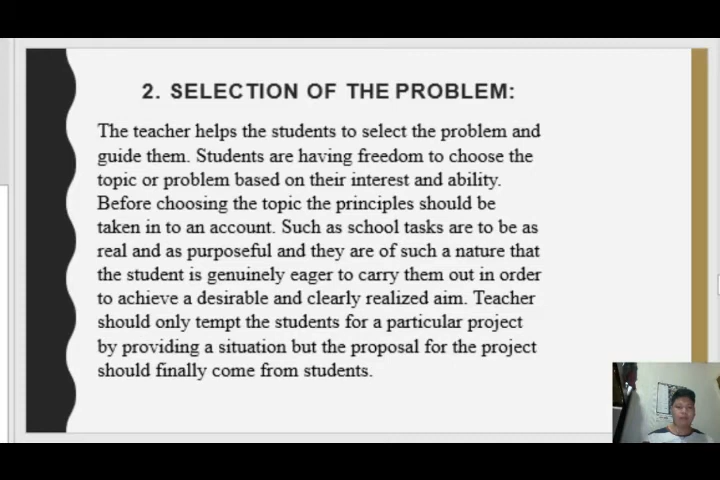 2. SELECTION OF THE PROBLEM:
The teacher helps the students to select the problem and
guide them. Students are having freedom to choose the
topic or problem based on their interest and ability.
Before choosing the topic the principles should be
taken in to an account. Such as school tasks are to be as
real and as purposeful and they are of such a nature that
the student is genuinely eager to carry them out in order
to achieve a desirable and clearly realized aim. Teacher
should only tempt the students for a particular project
by providing a situation but the proposal for the project
should finally come from students.